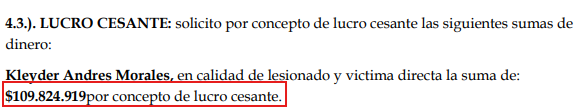 4.3.). LUCRO CESANTE: solicito por concepto de lucro cesante las siguientes sumas de
dinero:
Kleyder Andres Morales, en calidad de lesionado y victima directa la suma de:
$109.824.919por concepto de lucro cesante.